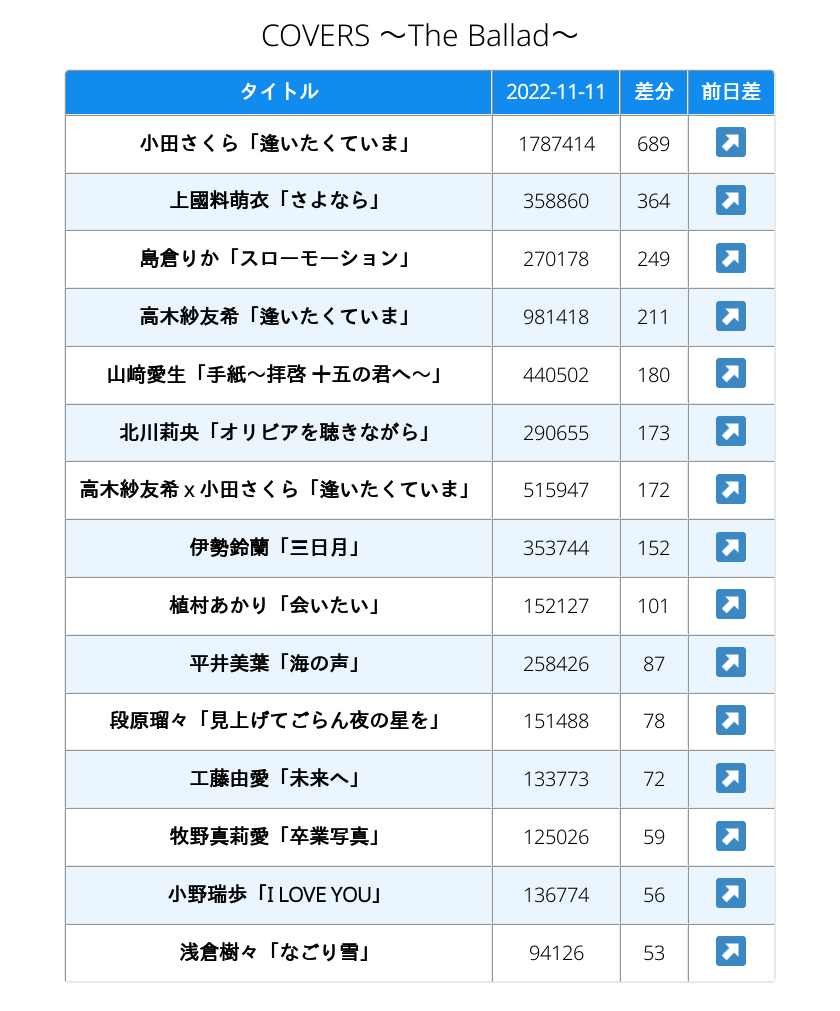 COVERS ～The Ballad～
タイトル 2022-11-11 差分 前日差
小田さくら「逢いたくていま」 1787414 689
上國料萌衣「さよなら」 358860 364
島倉りか「スローモーション」 270178 249
高木紗友希「逢いたくていま」 981418 211
山﨑愛生「手紙～拝啓 十五の君へ～」 440502 180
北川莉央「オリビアを聴きながら」 290655 173
高木紗友希 x 小田さくら「逢いたくていま」 515947 172
伊勢鈴蘭「三日月」 353744 152
植村あかり「会いたい」 152127 101
平井美葉「海の声」 258426 87
段原瑠々「見上げてごらん夜の星を」 151488 78
工藤由愛「未来へ」 133773 72
牧野真莉愛「卒業写真」 125026 59
小野瑞歩「I LOVE YOU」 136774 56
浅倉樹々「なごり雪」 94126 53